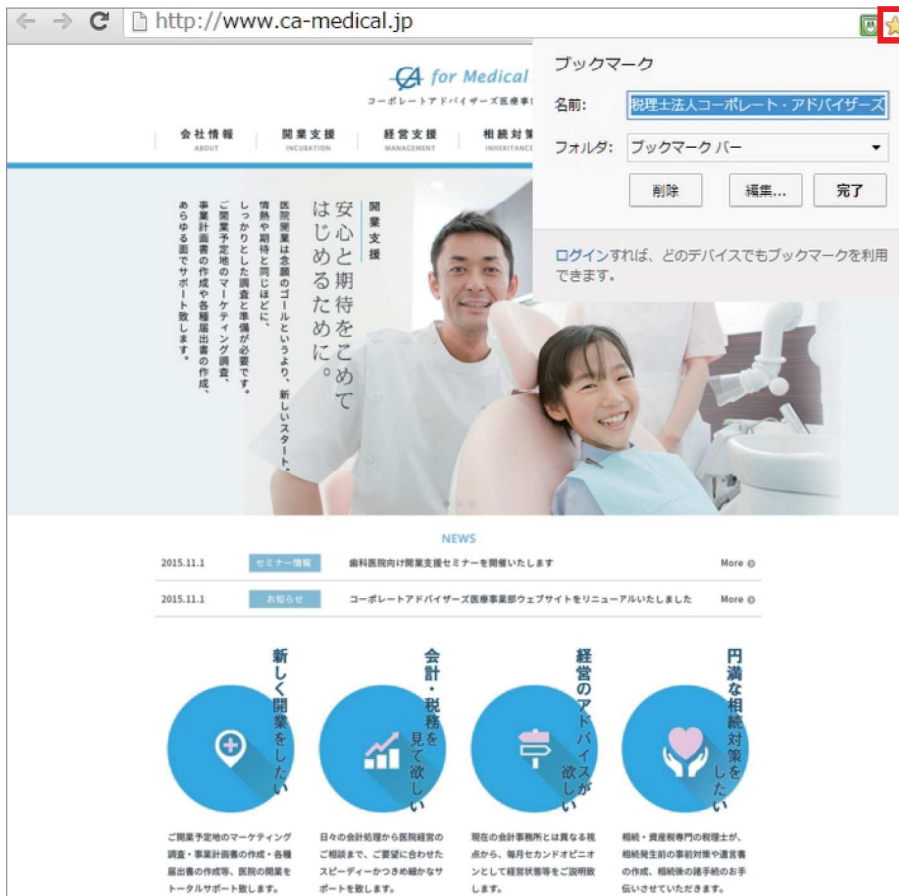 http://www.ca-medical.jp
ブックマーク
名前:
税理士法人コーポレート・アドバイザーズ
フォルダ:
ブックマーク バー
削除
編集...
完了
ログインすれば、どのデバイスでもブックマークを利用
できます。
CA for Medical
コーポレートアドバイザーズ医療事
会社情報
ABOUT
開業支援
INCUBATION
経営支援
MANAGEMENT
相続対策
INHERITANCE
開業支援
安心と期待をこめて
はじめるために。
医院開業は念願のゴールというより、新しいスタート。
情熱や期待と同じほどに、
しっかりとした調査と準備が必要です。
ご開業予定地のマーケティング調査、
事業計画書の作成や各種届出書の作成、
あらゆる面でサポート致します。
NEWS
2015.11.1 セミナー情報 歯科医院向け開業支援セミナーを開催いたします More
2015.11.1 お知らせ コーポレートアドバイザーズ医療事業部ウェブサイトをリニューアルいたしました More
新しく開業をしたい
ご開業予定地のマーケティング
調査・事業計画書の作成・各種
届出書の作成等、医院の開業を
トータルサポート致します。
会計・税務を
見て欲しい
日々の会計処理から医院経営の
ご相談まで、ご要望に合わせた
スピーディーかつきめ細かなサ
ポートを致します。
経営のアドバイスが
欲しい
現在の会計事務所とは異なる視
点から、毎月セカンドオピニオ
ンとして経営状態等をご説明致
します。
円満な相続対策を
したい
相続・資産税専門の税理士が、
相続発生前の事前対策や遺言書
の作成、相続後の諸手続のお手
伝いさせていただきます。